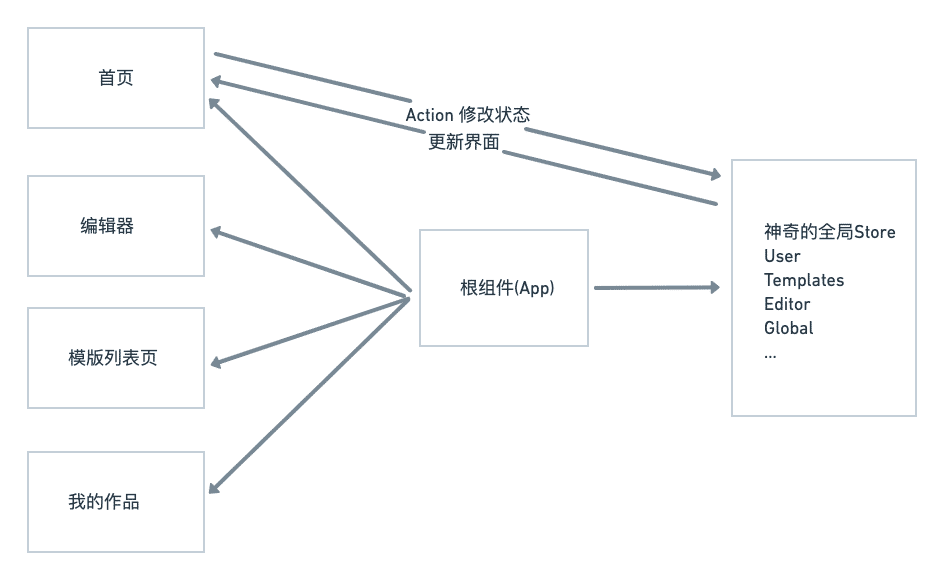 首页
Action 修改状态
更新界面
编辑器
根组件(App)
模版列表页
我的作品
神奇的全局Store
User
Templates
Editor
Global
...